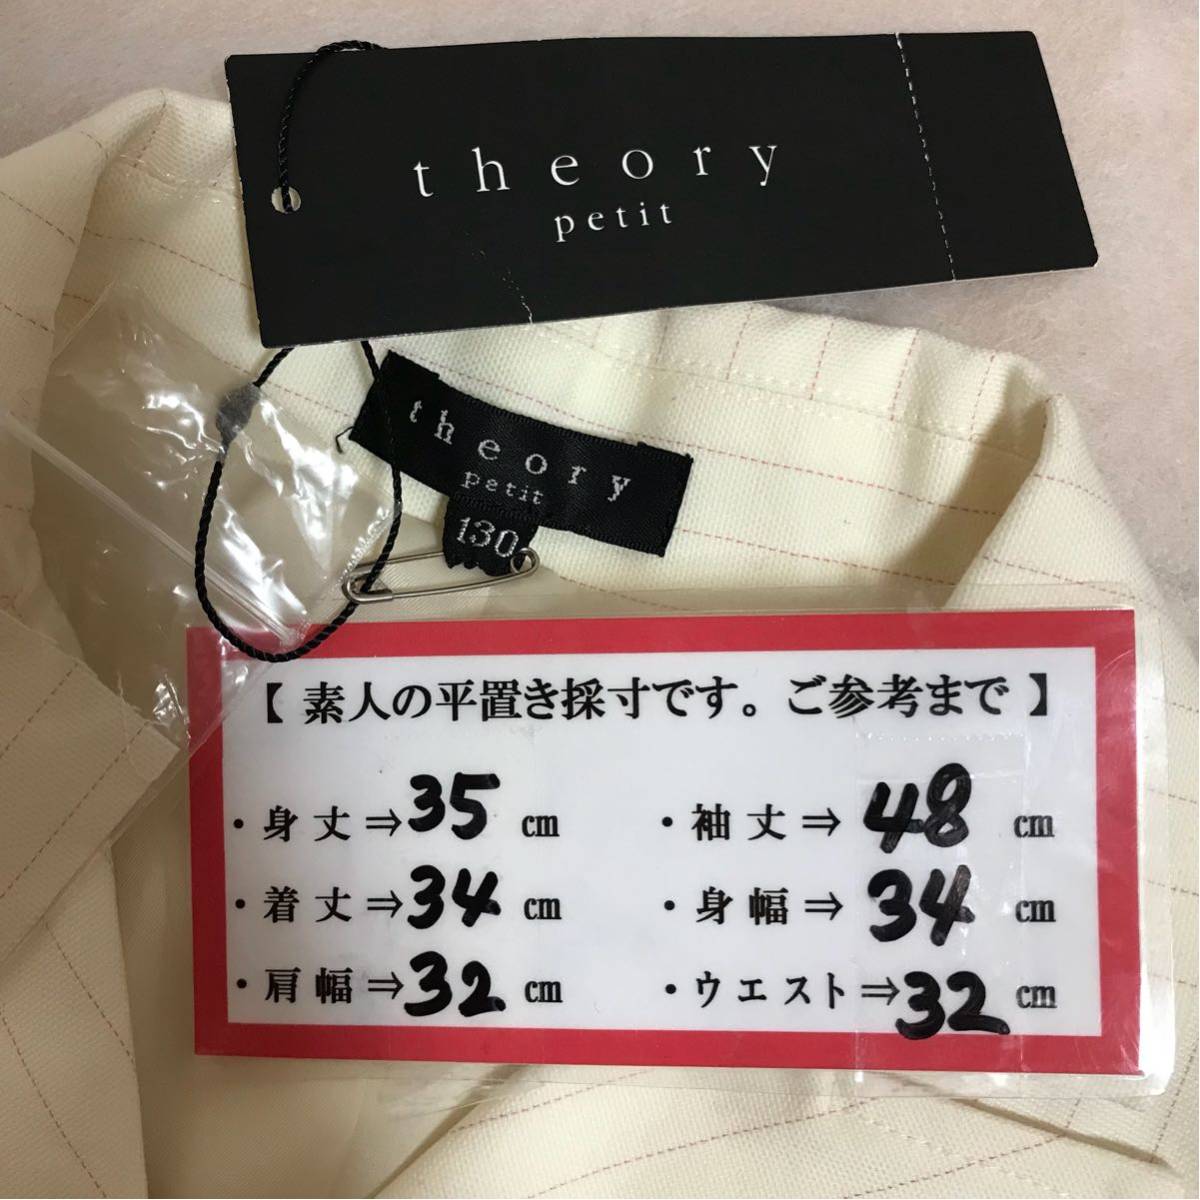 theory
petit
theory
petit
130
【 素人の平置き採寸です。ご参考まで 】
・身丈⇒35 cm ・袖丈⇒ 48 cm
・着丈⇒34 cm ・身幅⇒ 34 cm
・肩幅⇒32 cm ・ウエスト⇒32 cm